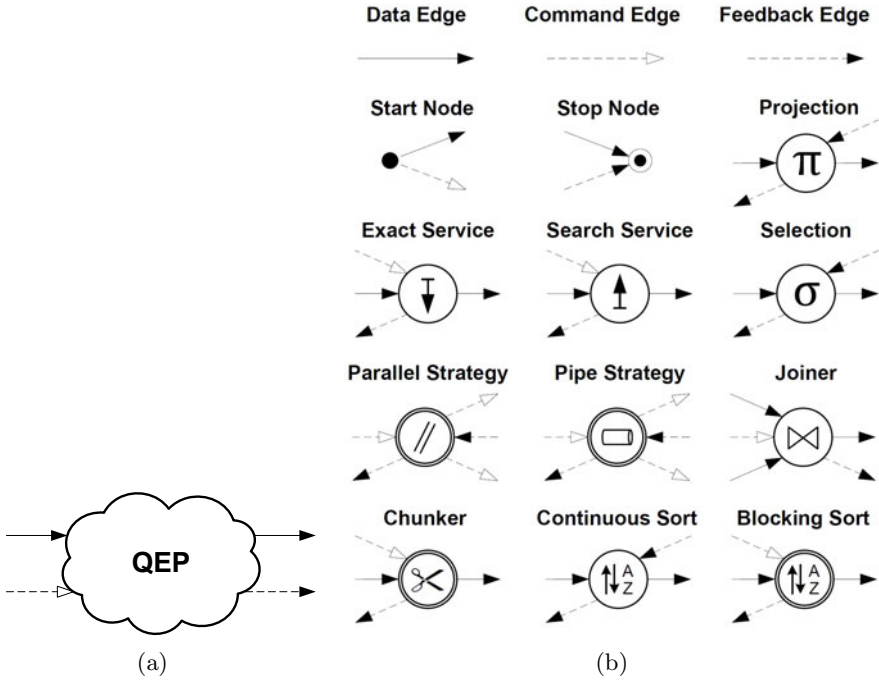 Data Edge Command Edge Feedback Edge
Start Node Stop Node Projection
π
Exact Service Search Service Selection
σ
Parallel Strategy Pipe Strategy Joiner
Chunker Continuous Sort Blocking Sort
QEP
A A
Z Z
(a) (b)